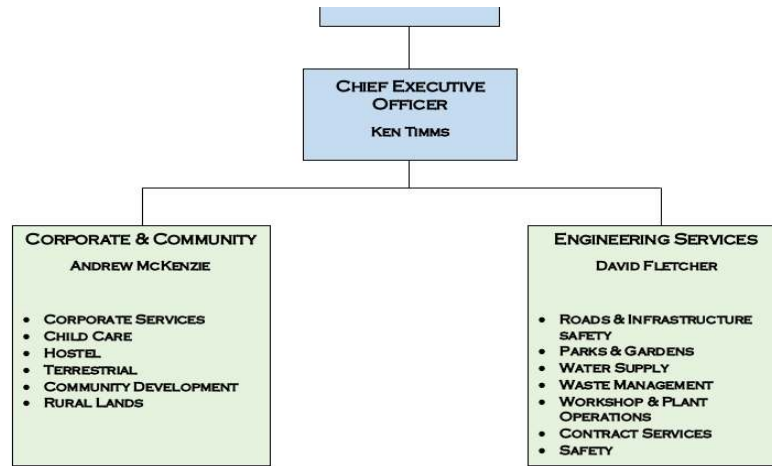 CHIEF EXECUTIVE
OFFICER
KEN TIMMS
CORPORATE & COMMUNITY
ANDREW MCKENZIE
• CORPORATE SERVICES
• CHILD CARE
• HOSTEL
• TERRESTRIAL
• COMMUNITY DEVELOPMENT
• RURAL LANDS
ENGINEERING SERVICES
DAVID FLETCHER
• ROADS & INFRASTRUCTURE
SAFETY
• PARKS & GARDENS
• WATER SUPPLY
• WASTE MANAGEMENT
• WORKSHOP & PLANT
OPERATIONS
• CONTRACT SERVICES
• SAFETY